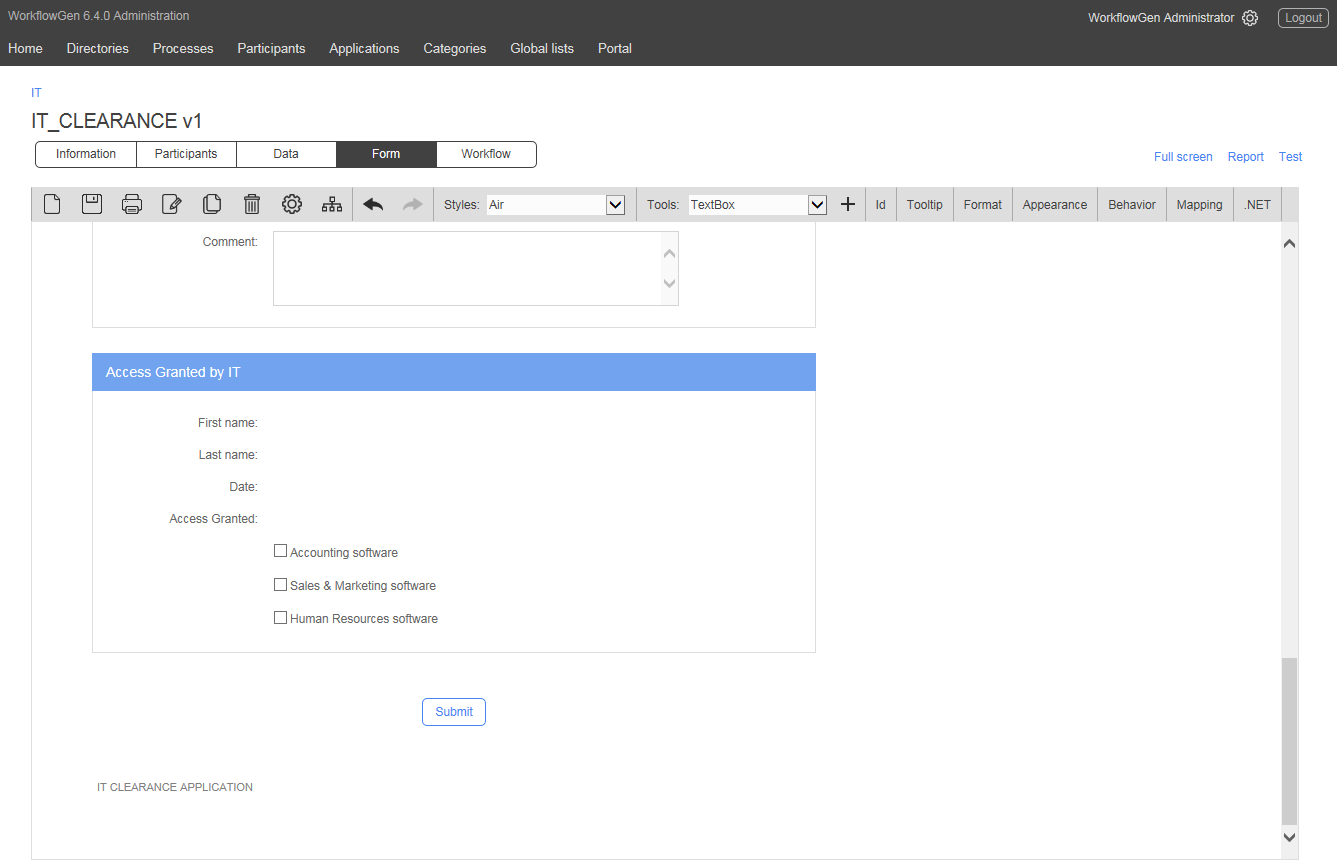 WorkflowGen 6.4.0 Administration
WorkflowGen Administrator Logout
Home Directories Processes Participants Applications Categories Global lists Portal
IT
IT_CLEARANCE v1
Information Participants Data Form Workflow
Full screen Report Test
Styles: Air Tools: TextBox Id Tooltip Format Appearance Behavior Mapping .NET
Comment:
Access Granted by IT
First name:
Last name:
Date:
Access Granted:
Accounting software
Sales & Marketing software
Human Resources software
Submit
IT CLEARANCE APPLICATION